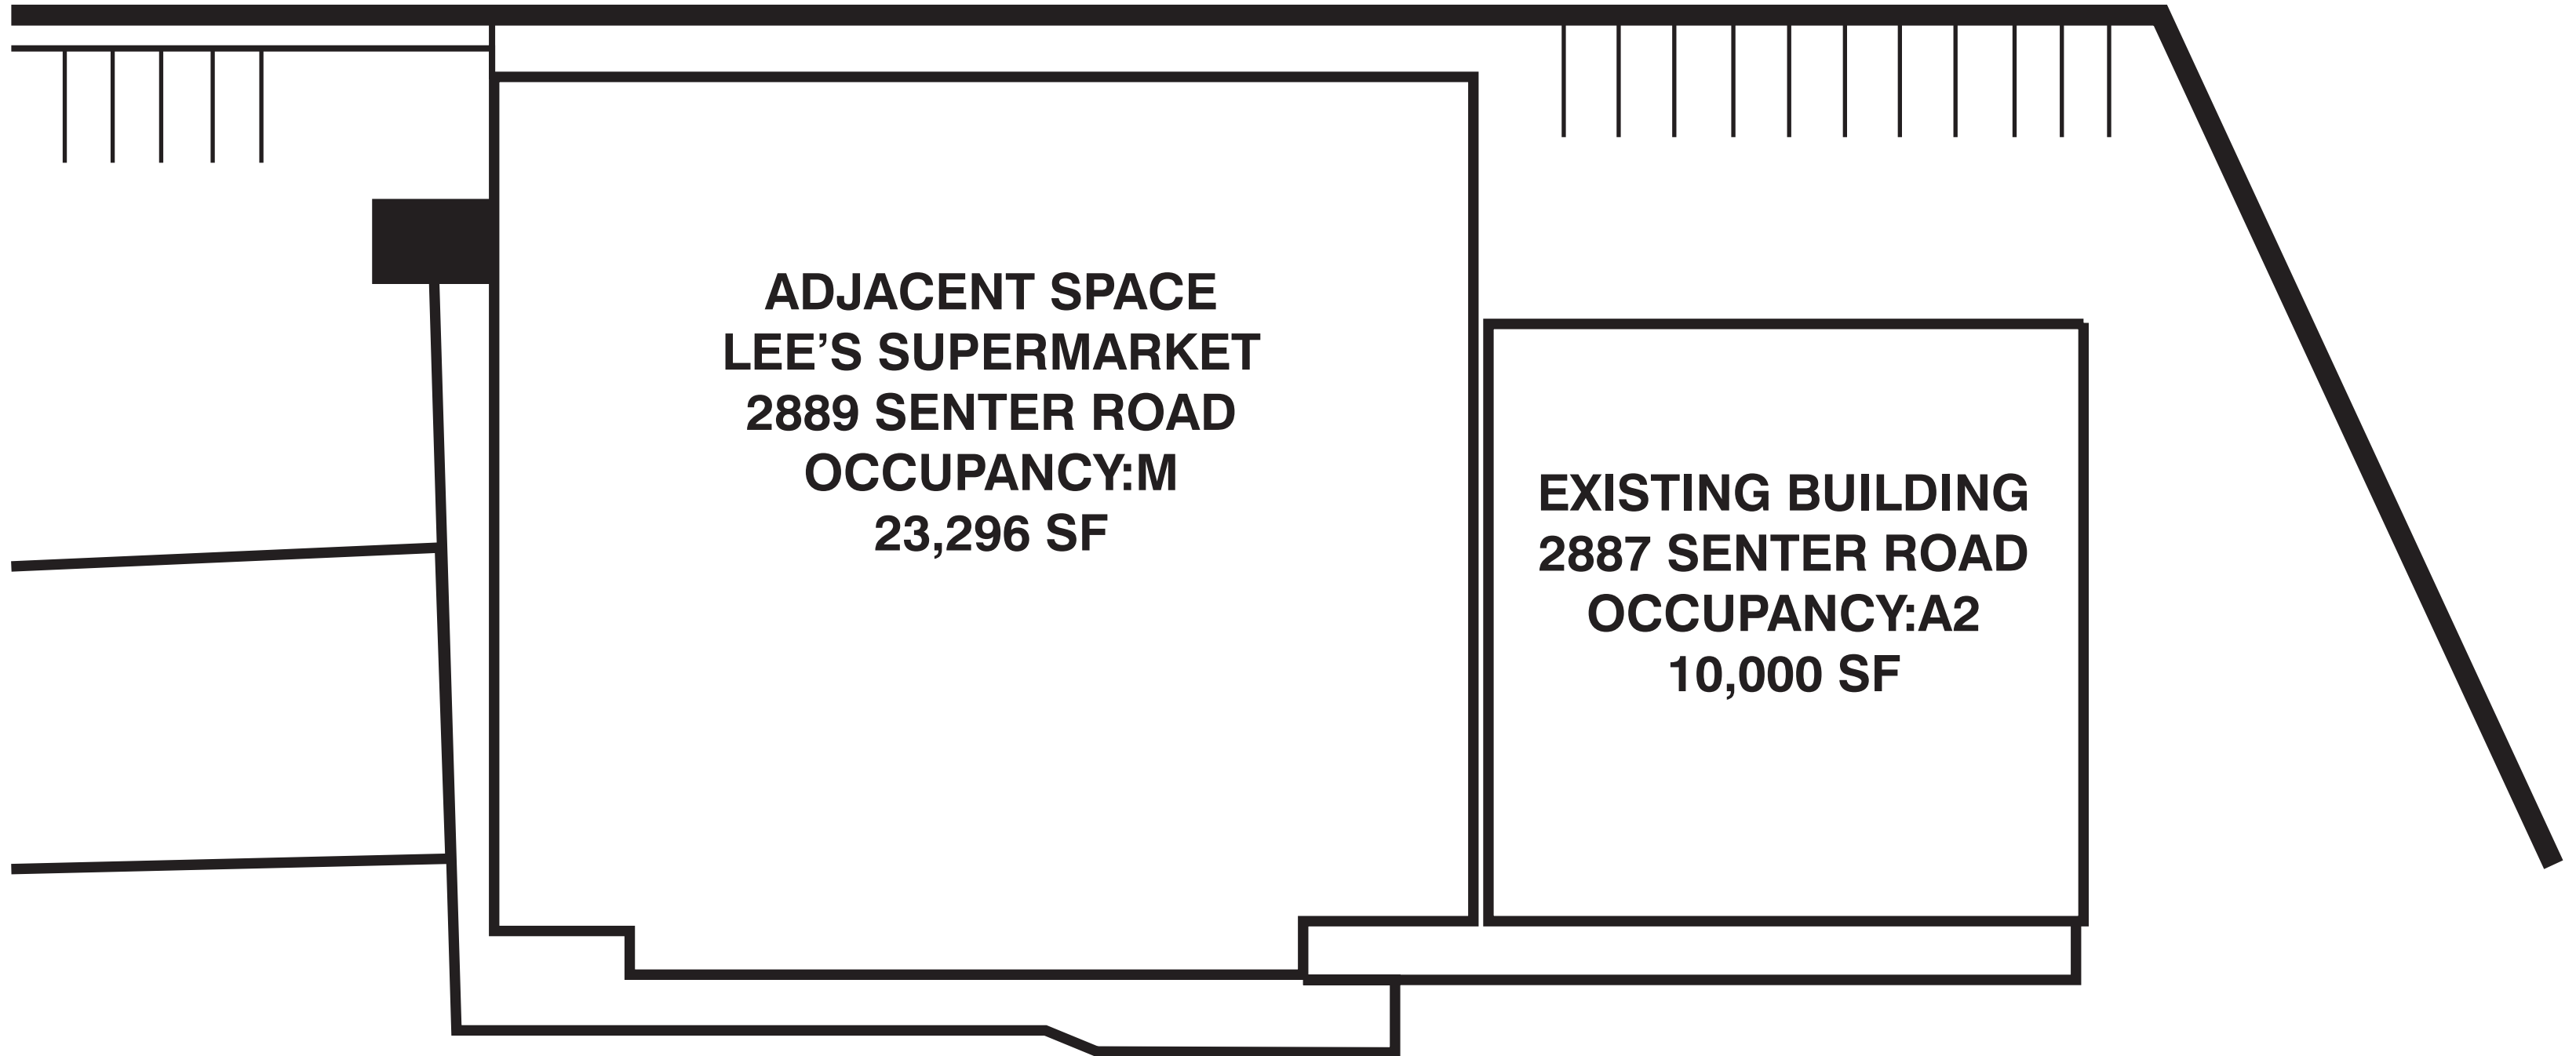 ADJACENT SPACE
LEE’S SUPERMARKET
2889 SENTER ROAD
OCCUPANCY:M
23,296 SF
EXISTING BUILDING
2887 SENTER ROAD
OCCUPANCY:A2
10,000 SF